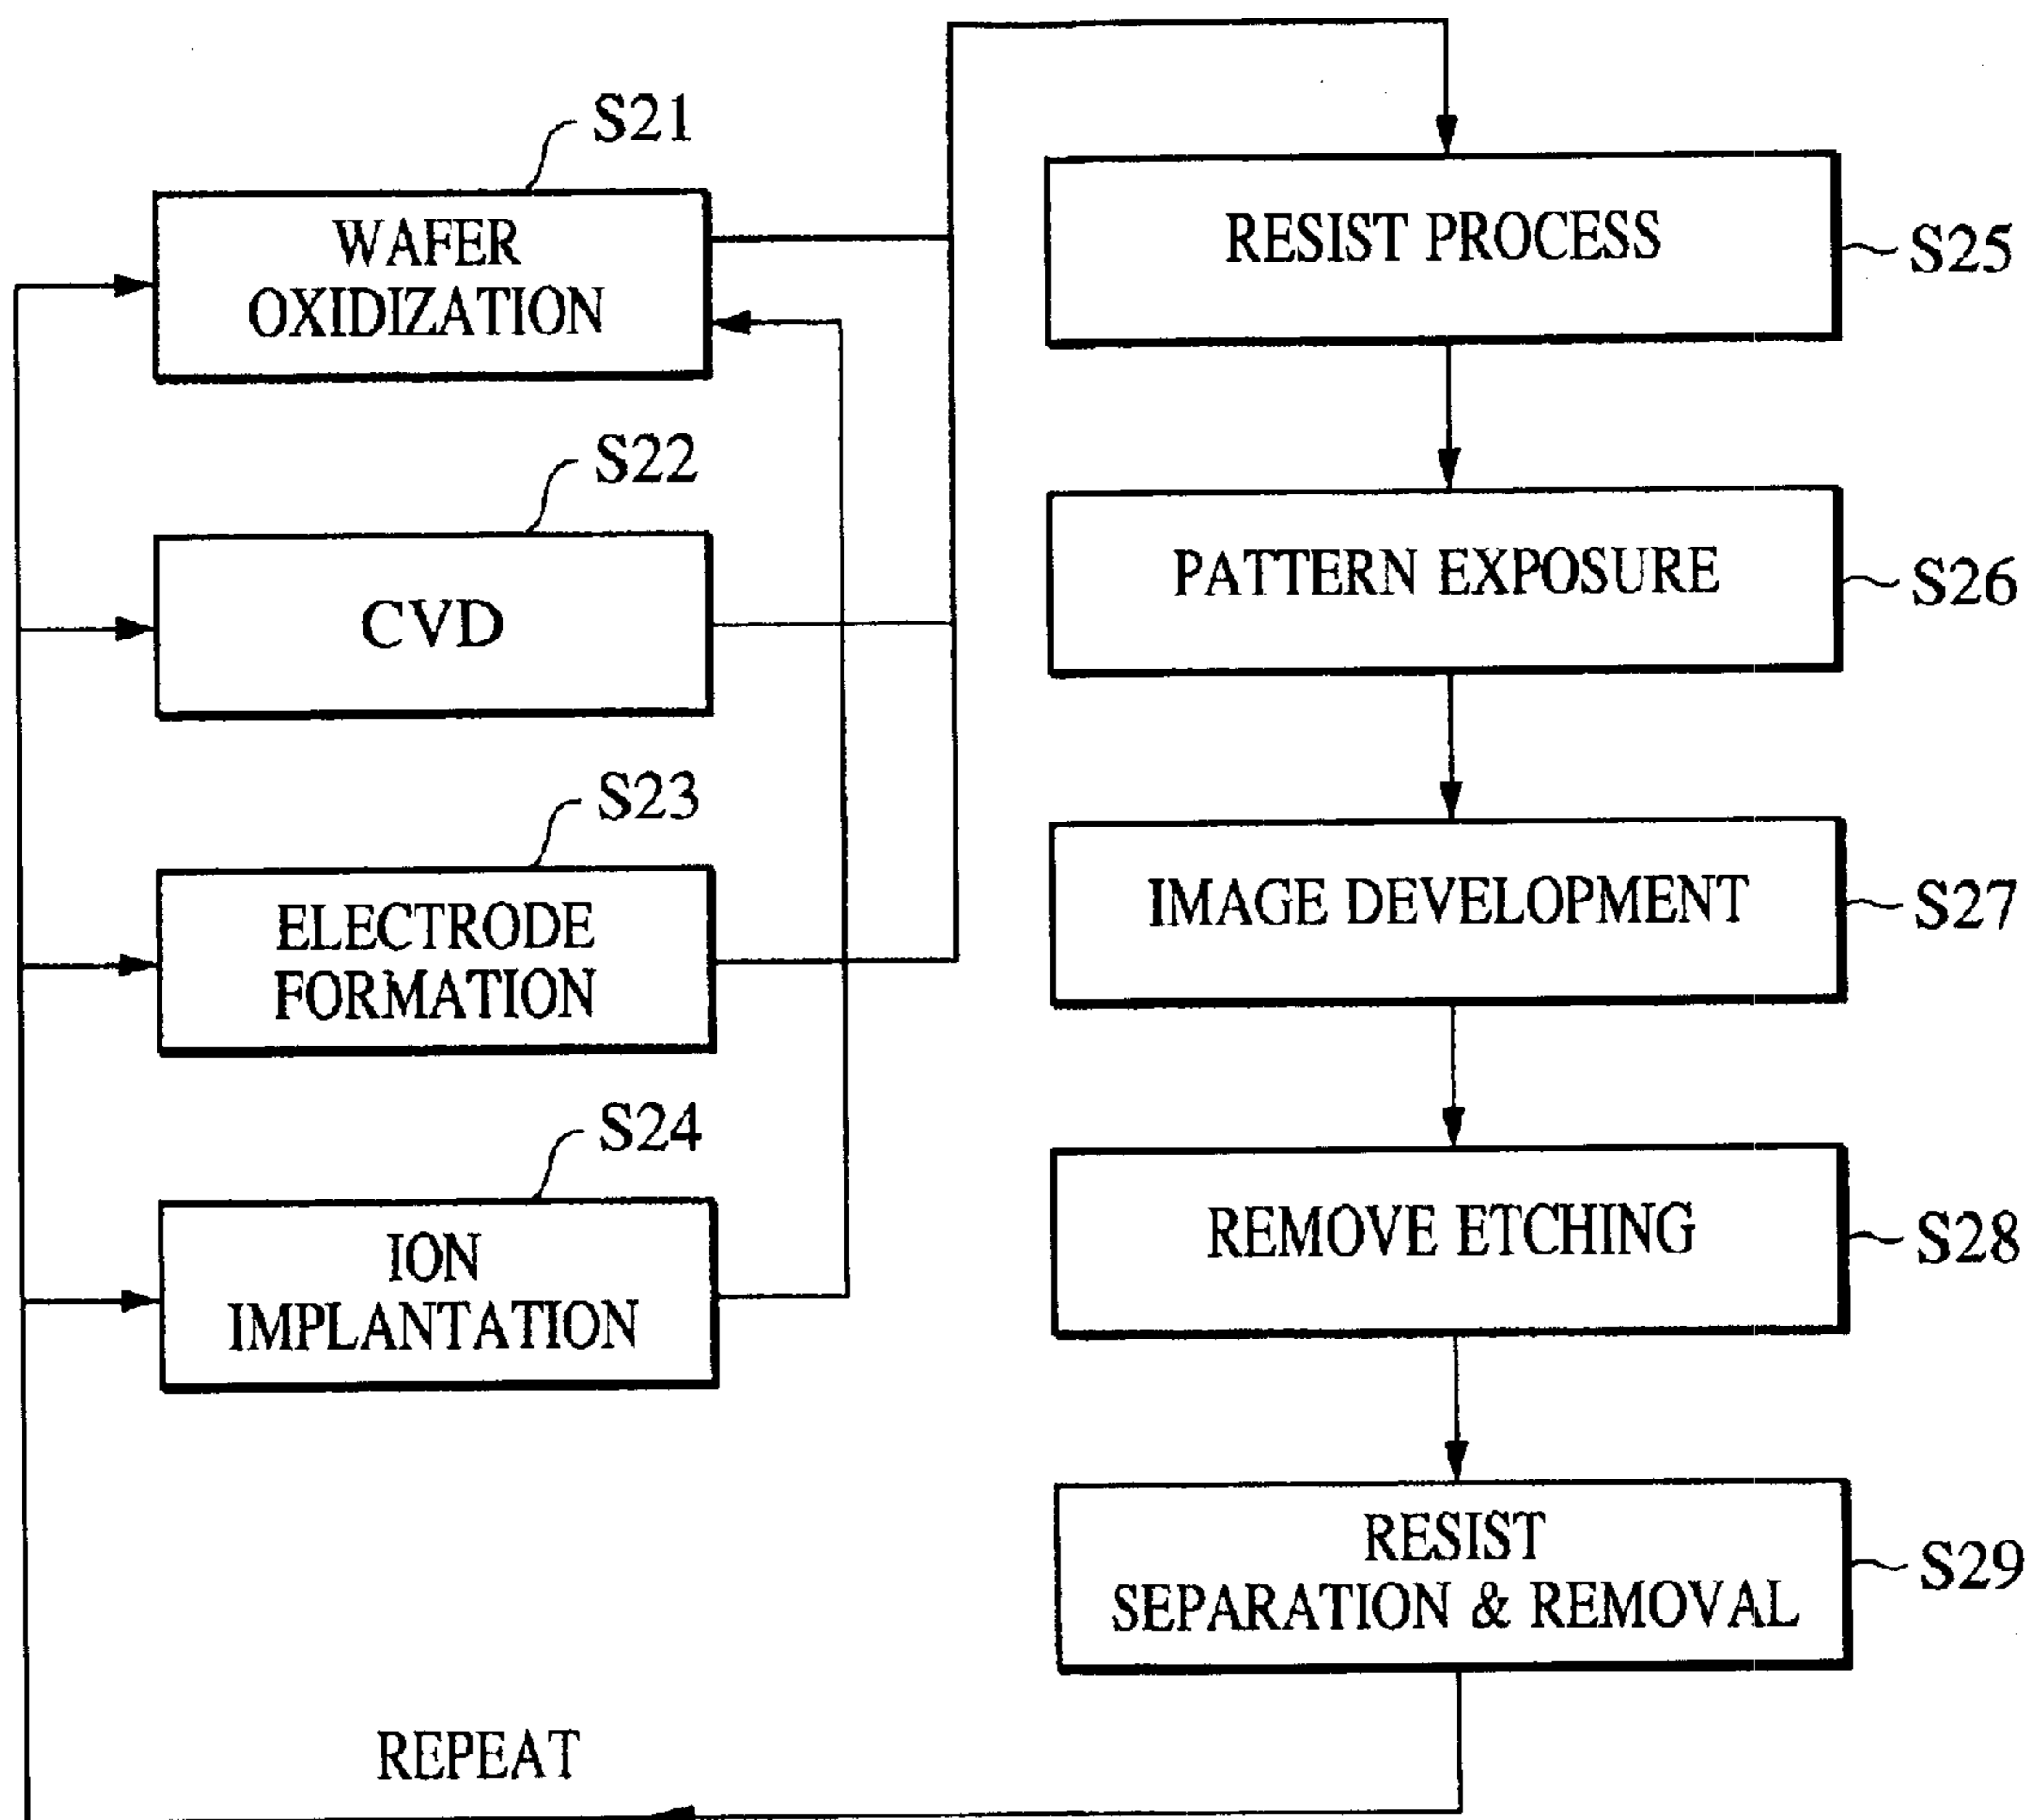 S21
WAFER
OXIDIZATION
S22
CVD
S23
ELECTRODE
FORMATION
S24
ION
IMPLANTATION
RESIST PROCESS
S25
PATTERN EXPOSURE
S26
IMAGE DEVELOPMENT
S27
REMOVE ETCHING
S28
RESIST
SEPARATION & REMOVAL
S29
REPEAT